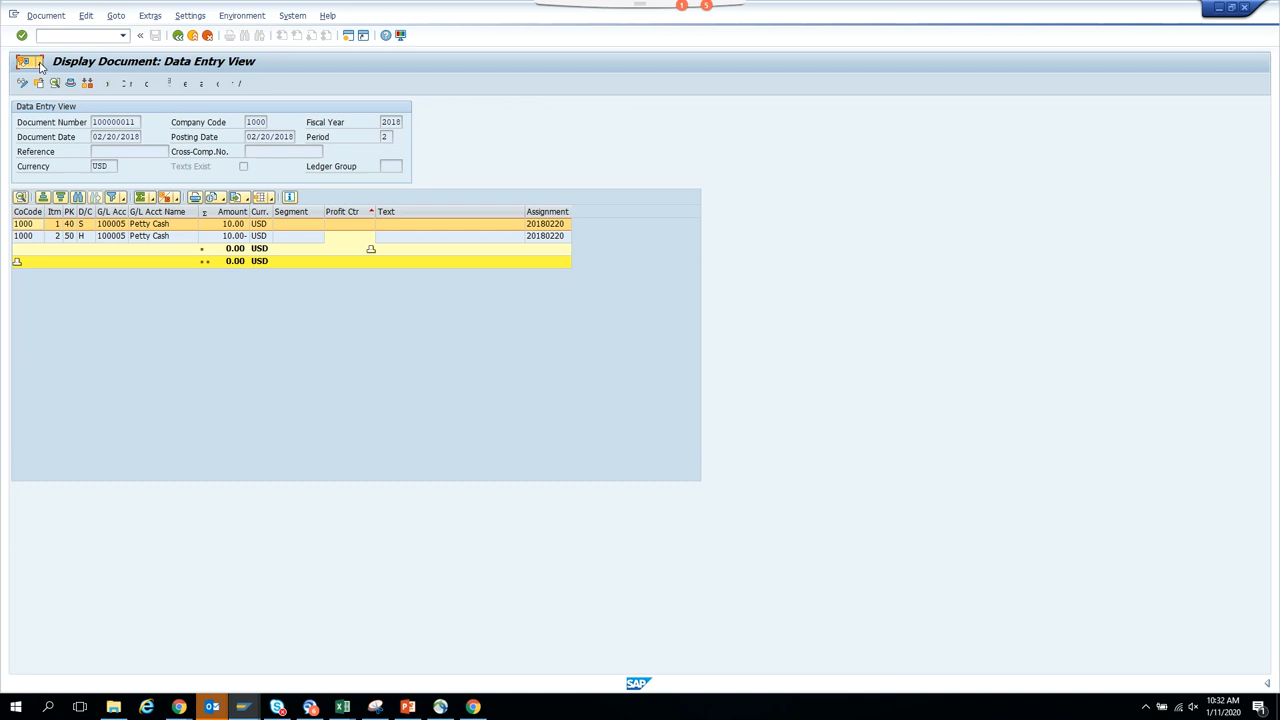 Document Edit Goto Extras Settings Environment System Help
1 5
Display Document: Data Entry View
Data Entry View
Document Number 100000011 Company Code 1000 Fiscal Year 2018
Document Date 02/20/2018 Posting Date 02/20/2018 Period 2
Reference Cross-Comp.No.
Currency USD Texts Exist Ledger Group
CoCode Itm PK D/C G/L Acc G/L Acct Name Σ Amount Curr. Segment Profit Ctr Text Assignment
1000 1 40 S 100005 Petty Cash 10.00 USD 20180220
1000 2 50 H 100005 Petty Cash 10.00- USD 20180220
0.00 USD
0.00 USD
SAP
10:32 AM
1/11/2020